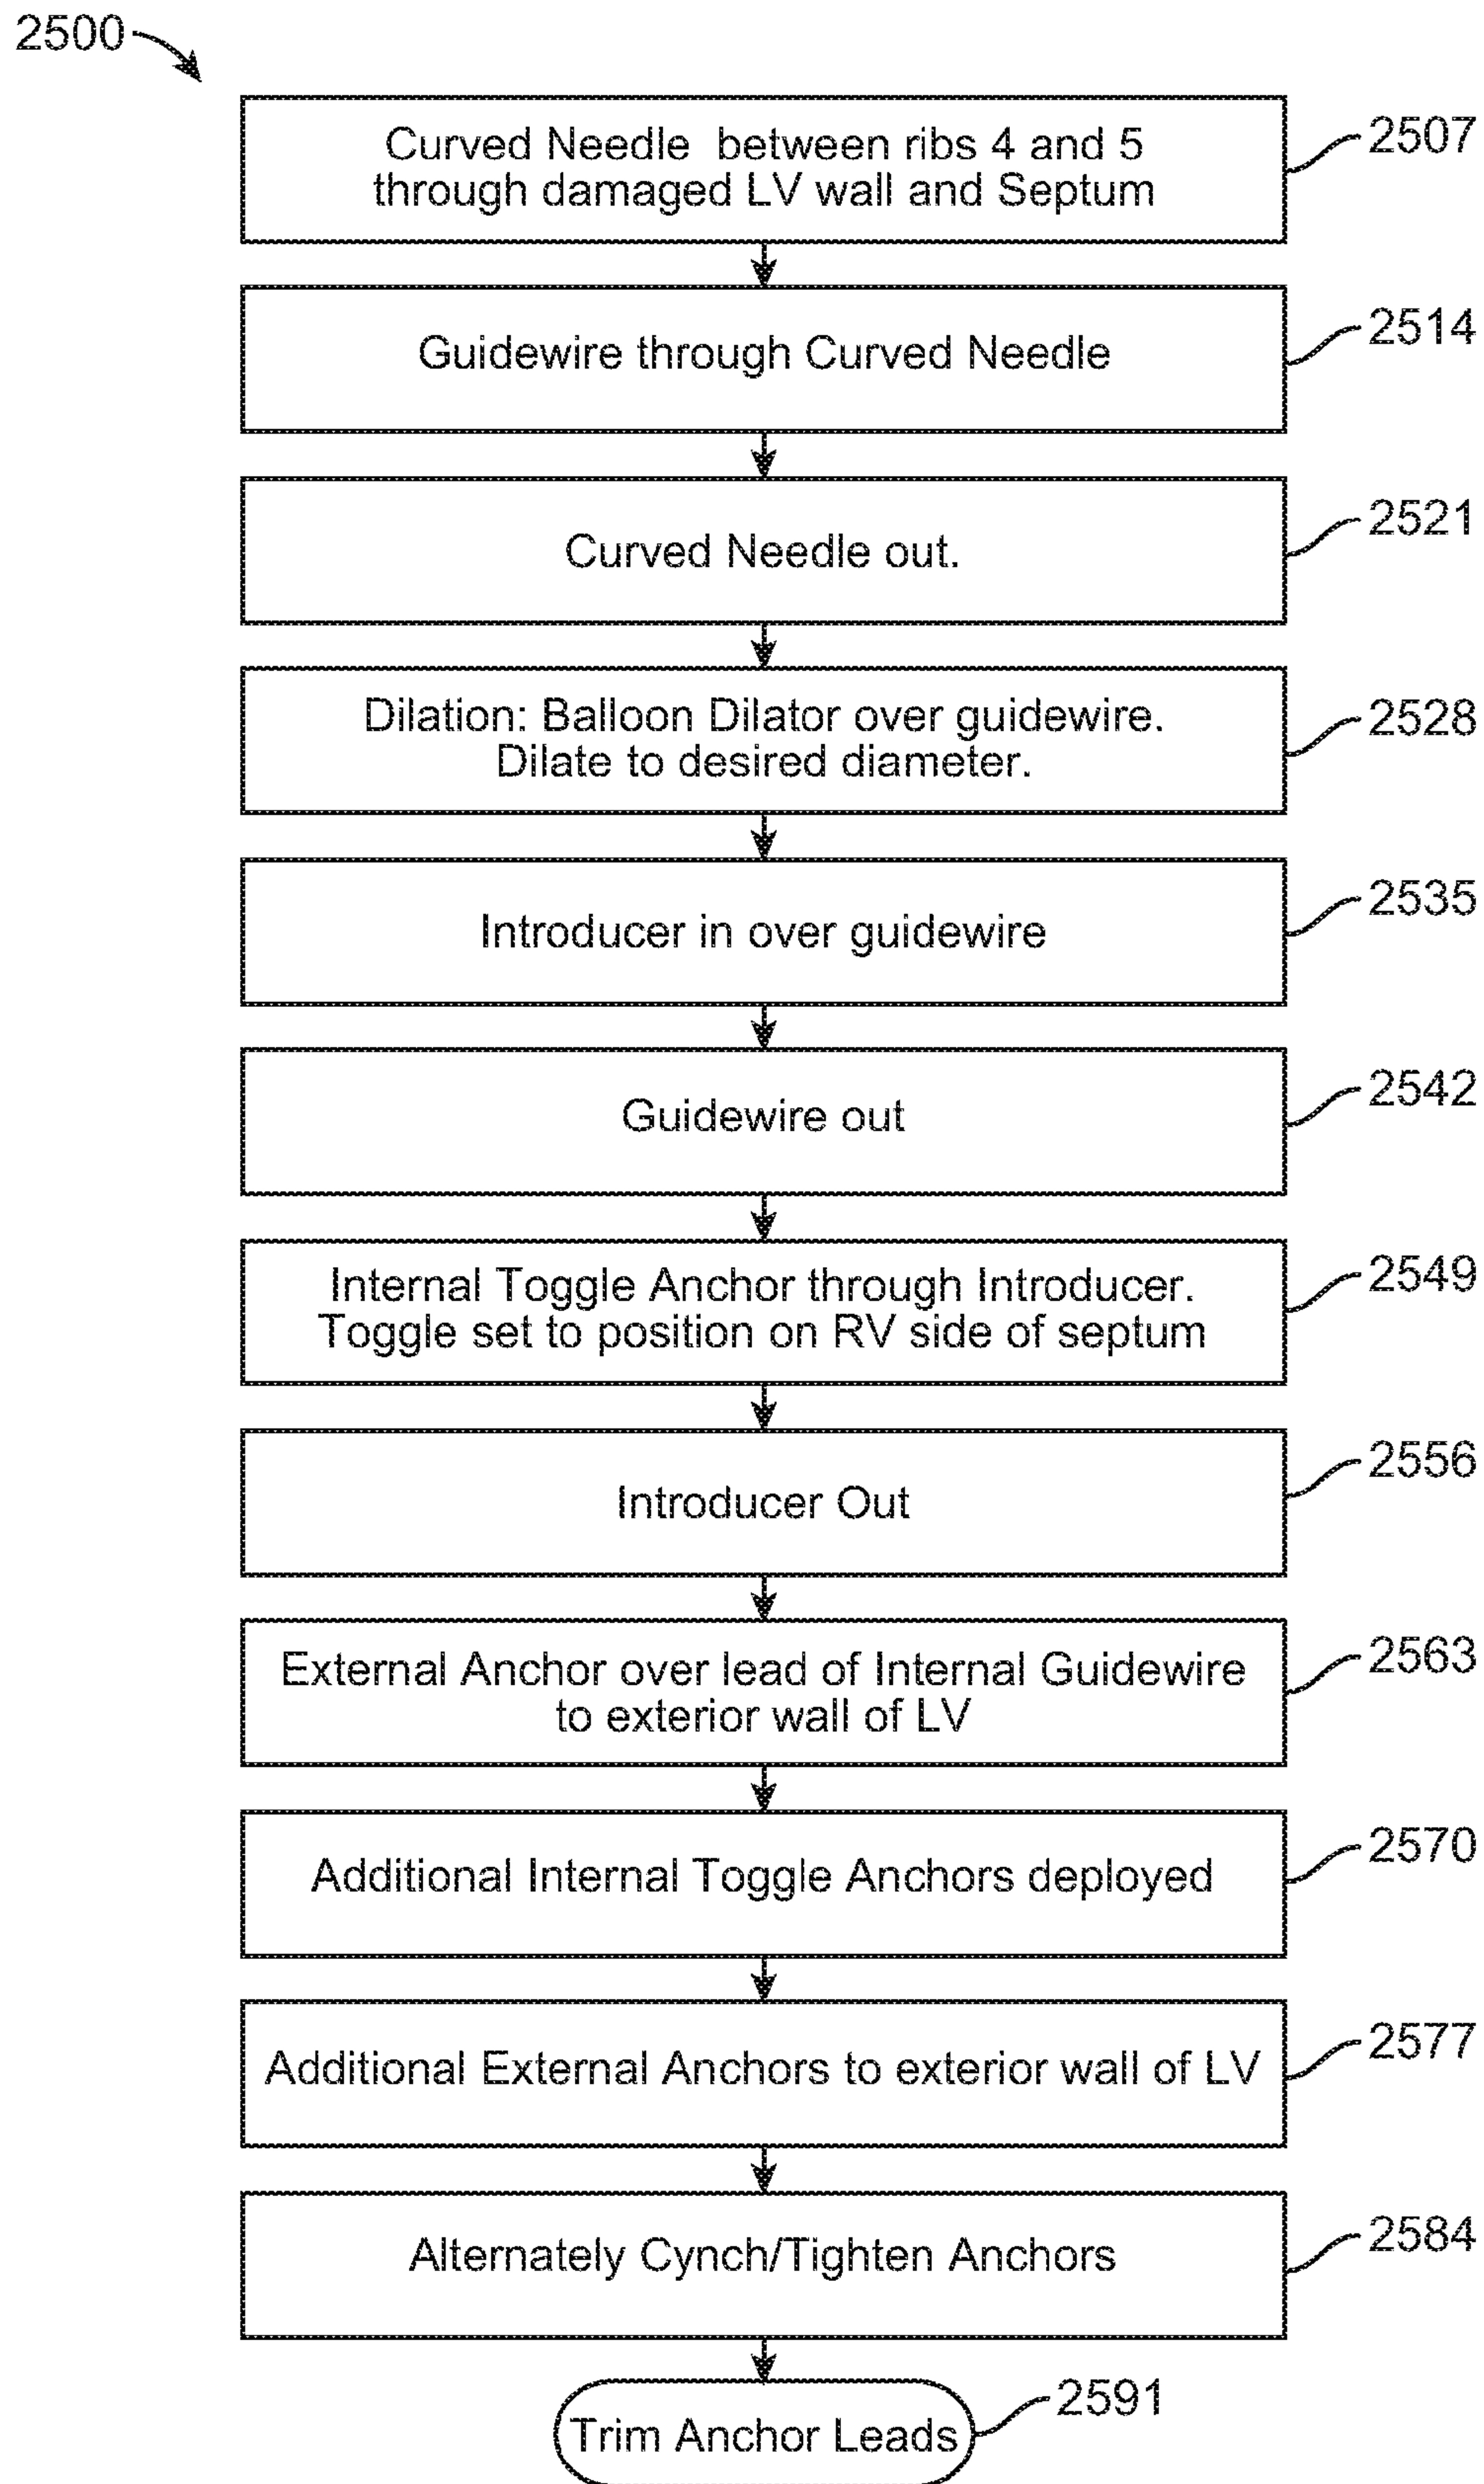 2500
Curved Needle between ribs 4 and 5
through damaged LV wall and Septum
2507
Guidewire through Curved Needle
2514
Curved Needle out.
2521
Dilation: Balloon Dilator over guidewire.
Dilate to desired diameter.
2528
Introducer in over guidewire
2535
Guidewire out
2542
Internal Toggle Anchor through Introducer.
Toggle set to position on RV side of septum
2549
Introducer Out
2556
External Anchor over lead of Internal Guidewire
to exterior wall of LV
2563
Additional Internal Toggle Anchors deployed
2570
Additional External Anchors to exterior wall of LV
2577
Alternately Cynch/Tighten Anchors
2584
Trim Anchor Leads
2591